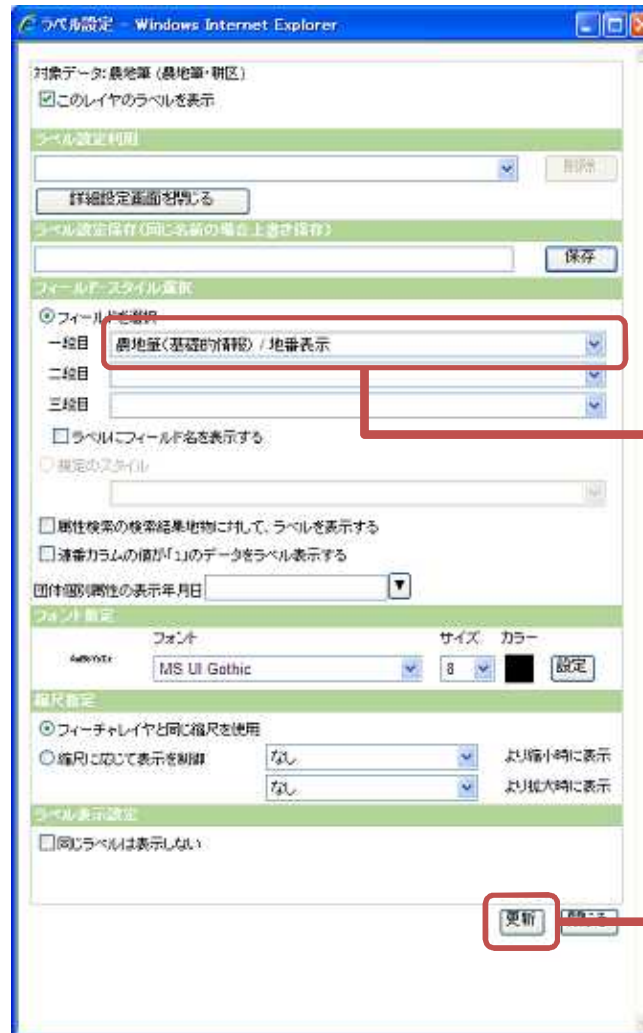 ラベル設定 - Windows Internet Explorer
対象データ:農地筆(農地筆・耕区)
このレイヤのラベルを表示
ラベル設定利用
削除
詳細設定画面を閉じる
ラベル設定保存(同じ名前の場合上書き保存)
保存
フィールド・スタイル選択
フィールドを選択
一段目 農地筆(基礎的情報) / 地番表示
二段目
三段目
ラベルにフィールド名を表示する
指定のスタイル
属性検索の検索結果地物に対して、ラベルを表示する
連番カラムの値が「1」のデータをラベル表示する
団体個別属性の表示年月日
フォント サイズ カラー
MS UI Gothic 8 設定
縮尺指定
フィーチャレイヤと同じ縮尺を使用
縮尺に応じて表示を制御 なし より縮小時に表示
なし より拡大時に表示
ラベル表示設定
同じラベルは表示しない
更新 閉じる